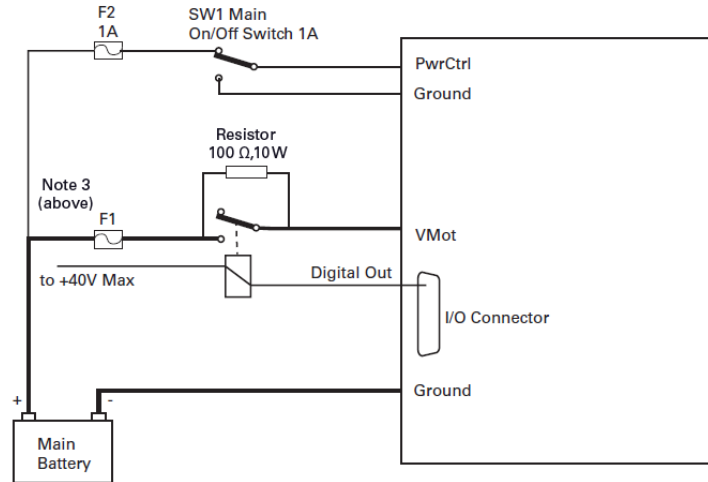 F2
1A
SW1 Main
On/Off Switch 1A
PwrCtrl
Ground
Resistor
100 Ω,10W
Note 3
(above)
F1
VMot
to +40V Max
Digital Out
I/O Connector
Ground
+
-
Main
Battery